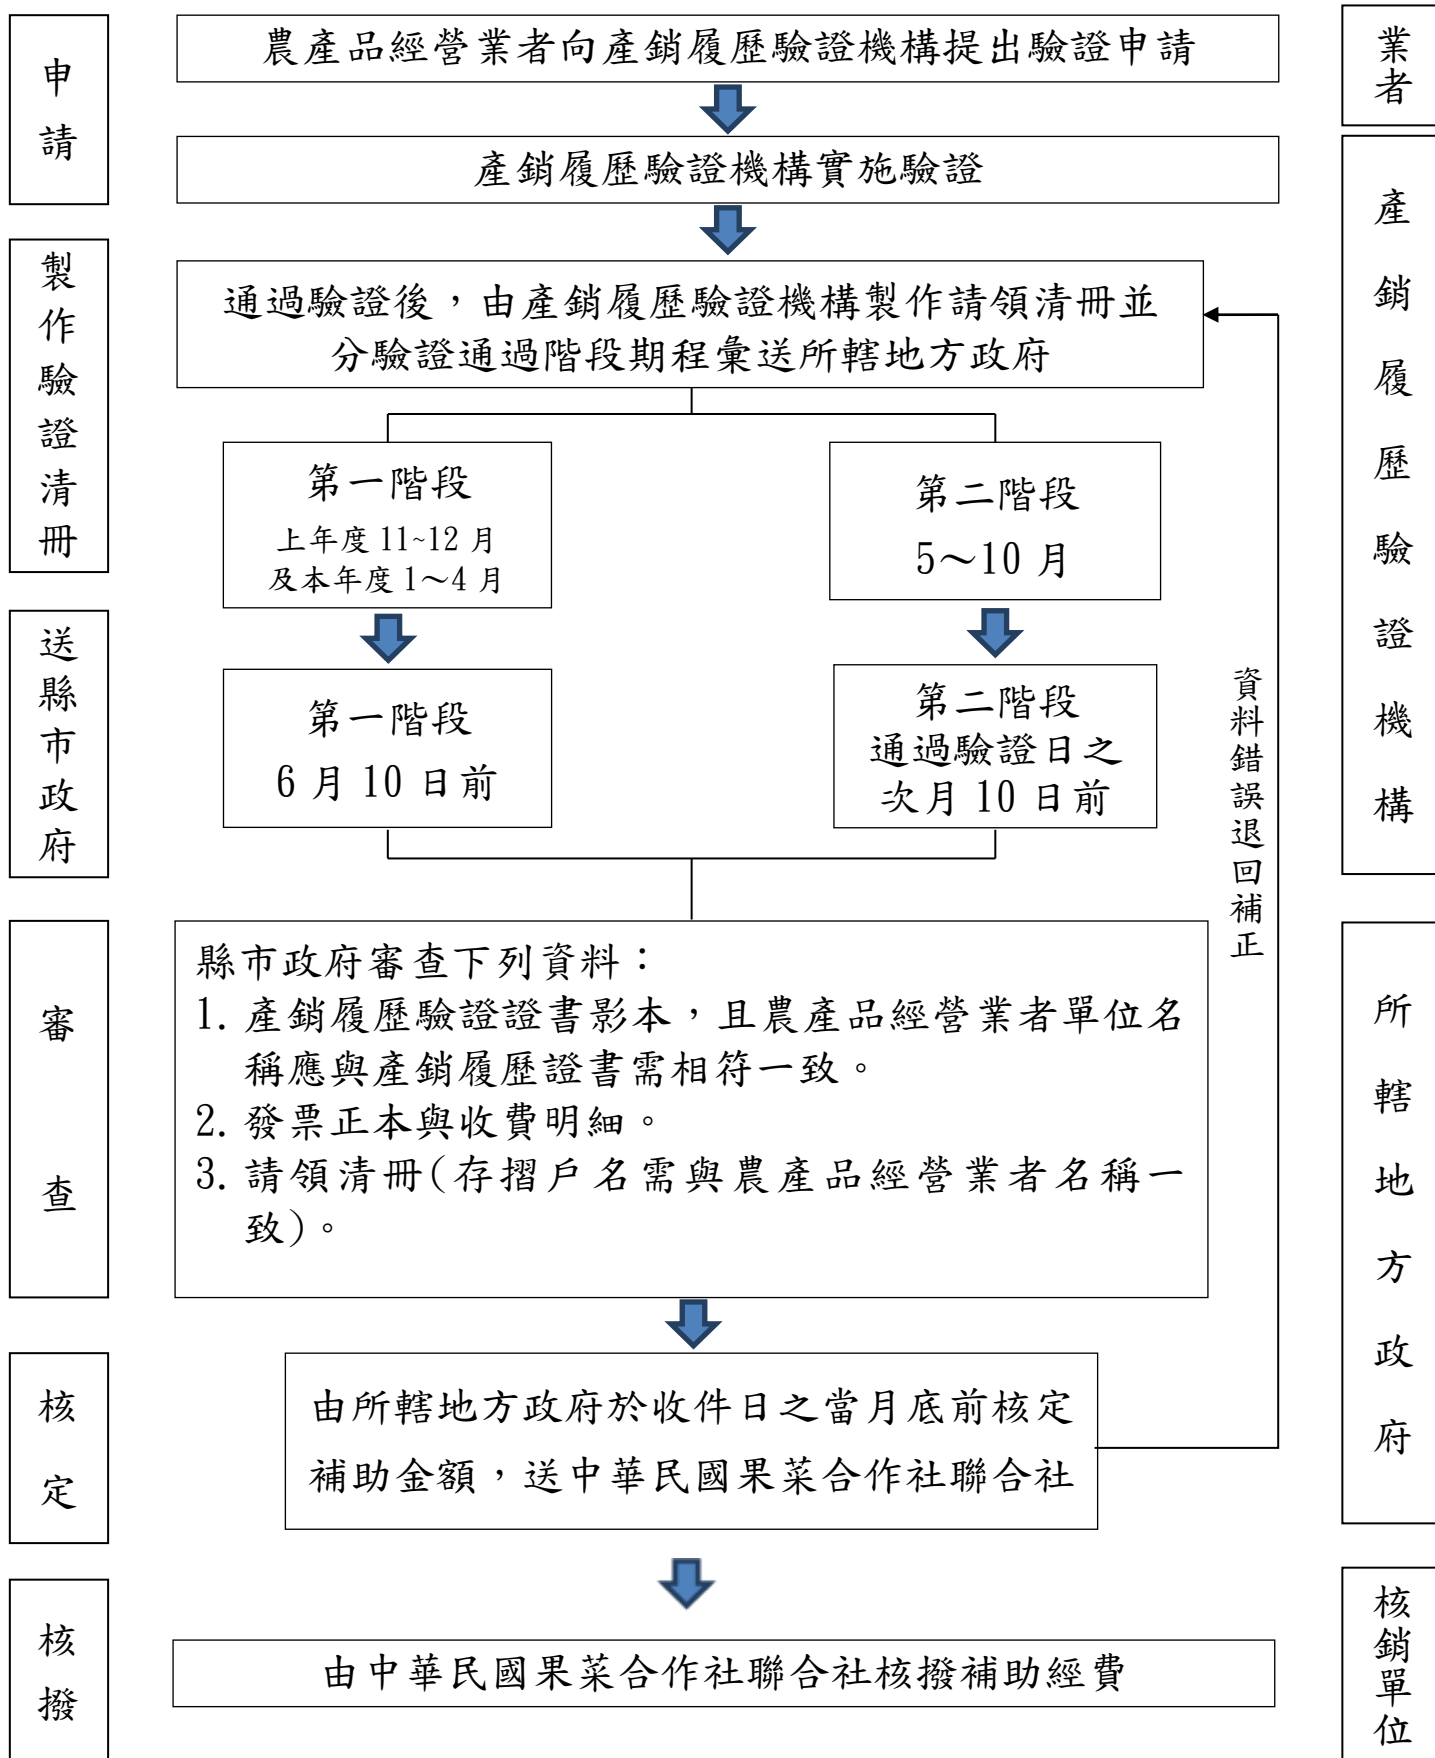 申請
農產品經營業者向產銷履歷驗證機構提出驗證申請
業者
產銷履歷驗證機構實施驗證
產銷履歷驗證機構
製作驗證清冊
通過驗證後，由產銷履歷驗證機構製作請領清冊並
分驗證通過階段期程彙送所轄地方政府
第一階段
上年度 11~12 月
及本年度 1～4 月
第二階段
5～10 月
送縣市政府
第一階段
6 月 10 日前
第二階段
通過驗證日之
次月 10 日前
資料錯誤退回補正
審查
縣市政府審查下列資料：
1. 產銷履歷驗證證書影本，且農產品經營業者單位名
稱應與產銷履歷證書需相符一致。
2. 發票正本與收費明細。
3. 請領清冊(存摺戶名需與農產品經營業者名稱一
致)。
所轄地方政府
核定
由所轄地方政府於收件日之當月底前核定
補助金額，送中華民國果菜合作社聯合社
核撥
由中華民國果菜合作社聯合社核撥補助經費
核銷單位